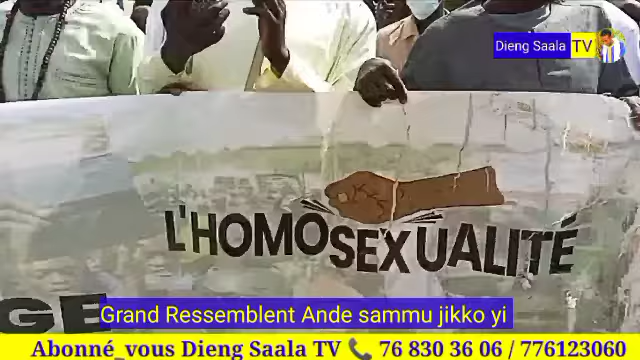 Dieng Saala TV
L'HOMOSEXUALITÉ
GE
Grand Ressemblent Ande sammu jikko yi
Abonné_vous Dieng Saala TV 📞 76 830 36 06 / 776123060